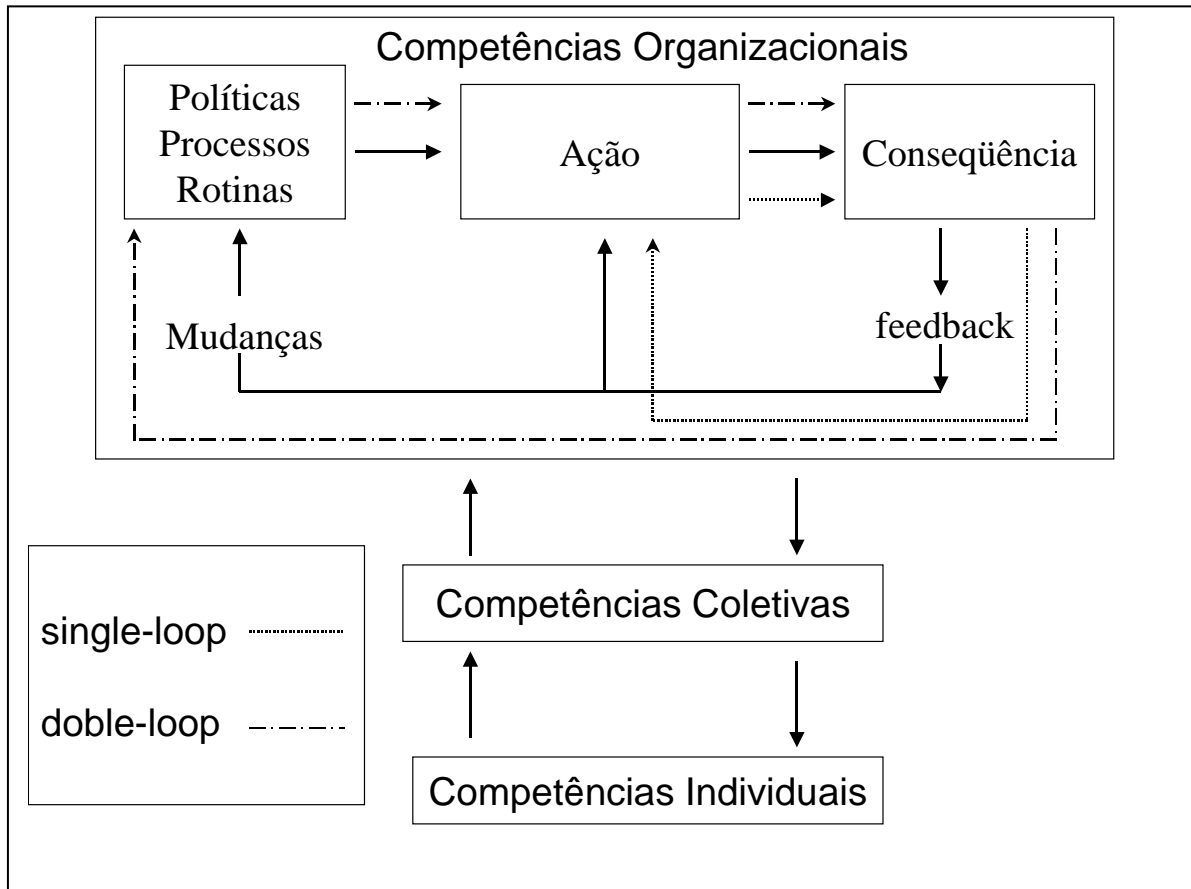 Competências Organizacionais
Políticas
Processos
Rotinas
Ação
Conseqüência
Mudanças
feedback
Competências Coletivas
single-loop
doble-loop
Competências Individuais